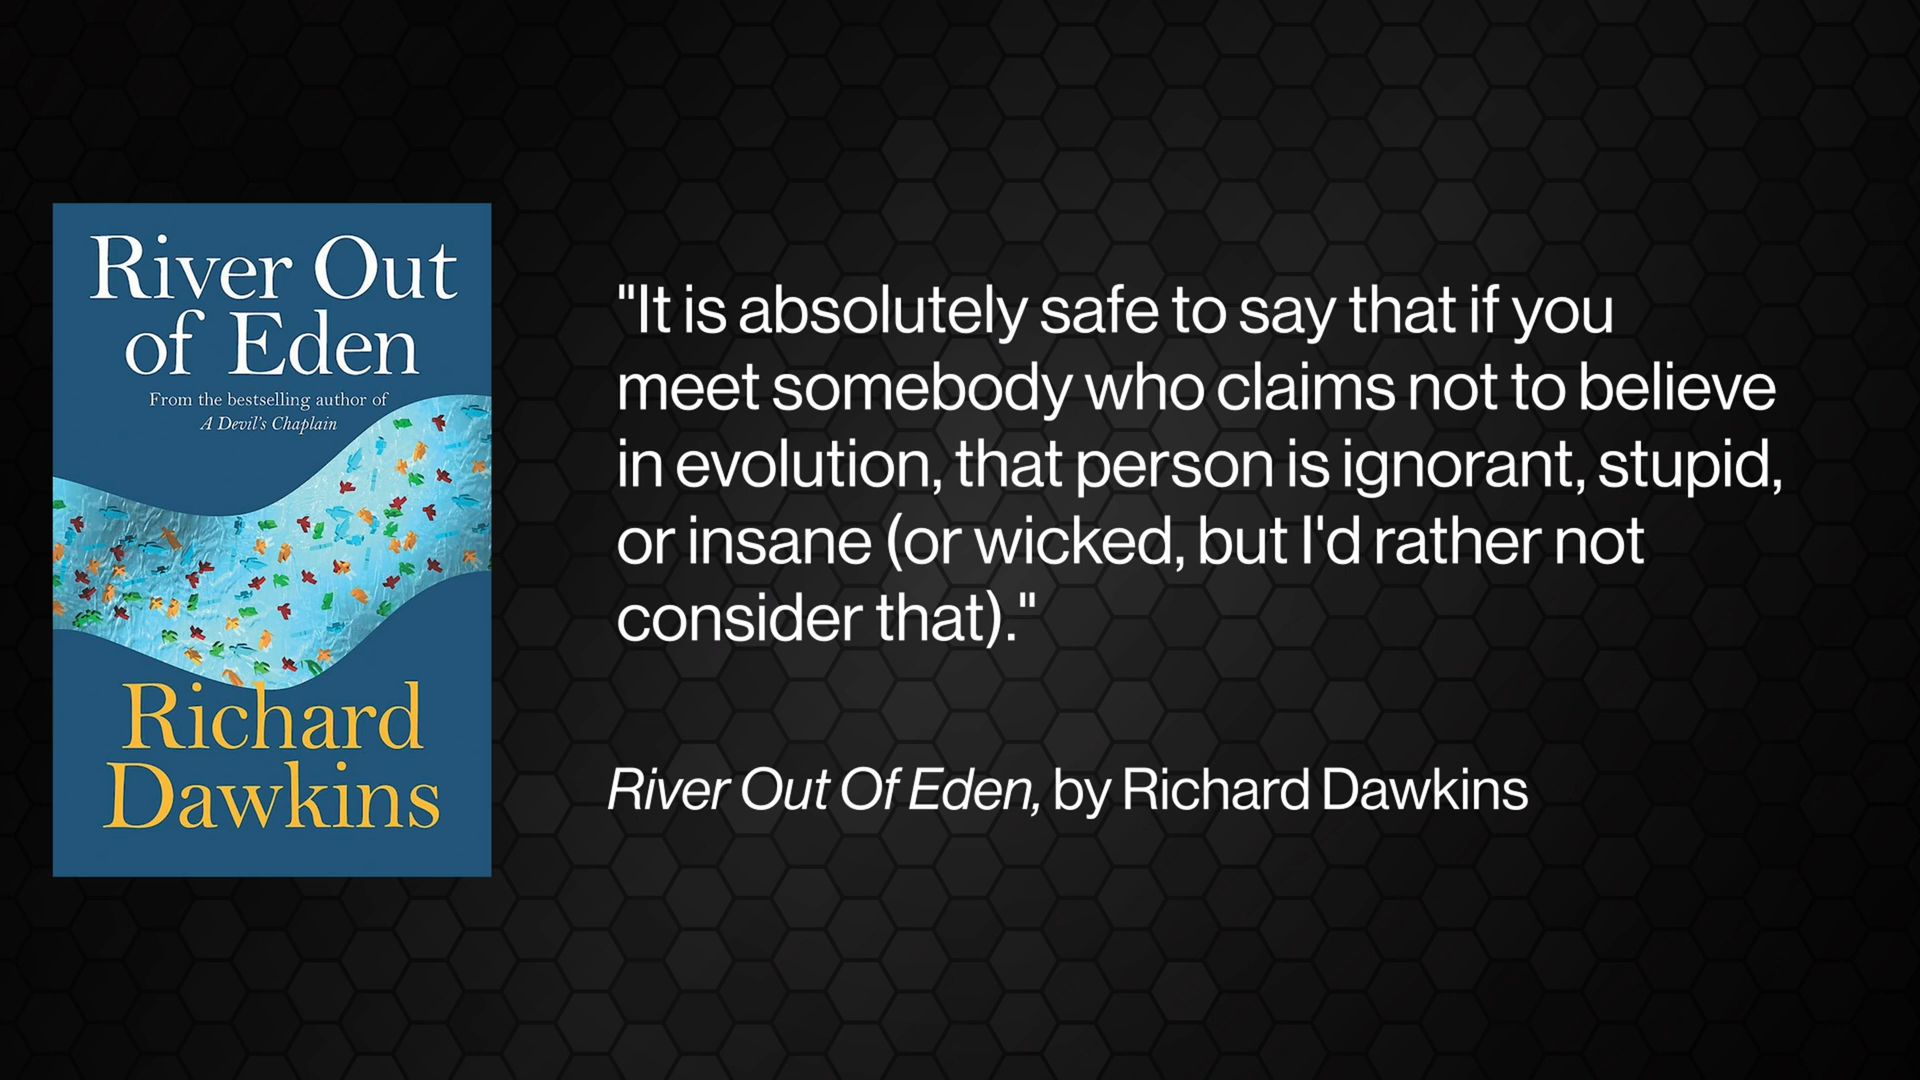 River Out
of Eden
From the bestselling author of
A Devil's Chaplain
Richard
Dawkins
"It is absolutely safe to say that if you
meet somebody who claims not to believe
in evolution, that person is ignorant, stupid,
or insane (or wicked, but I'd rather not
consider that)."
River Out Of Eden, by Richard Dawkins